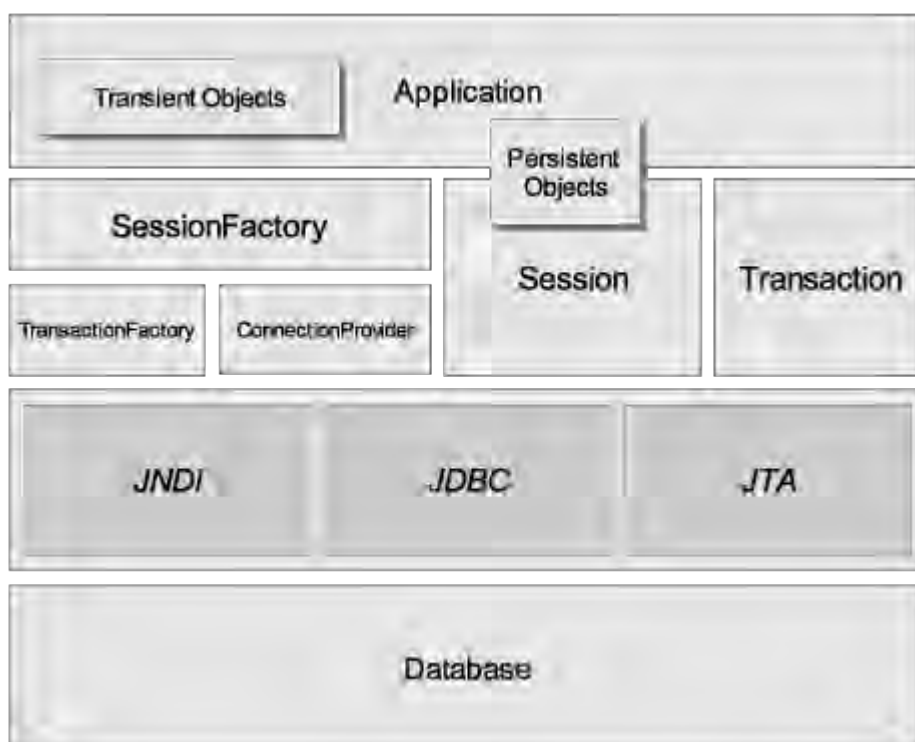 Transient Objects
Application
Persistent
Objects
SessionFactory
Session
Transaction
TransactionFactory
ConnectionProvider
JNDI
JDBC
JTA
Database